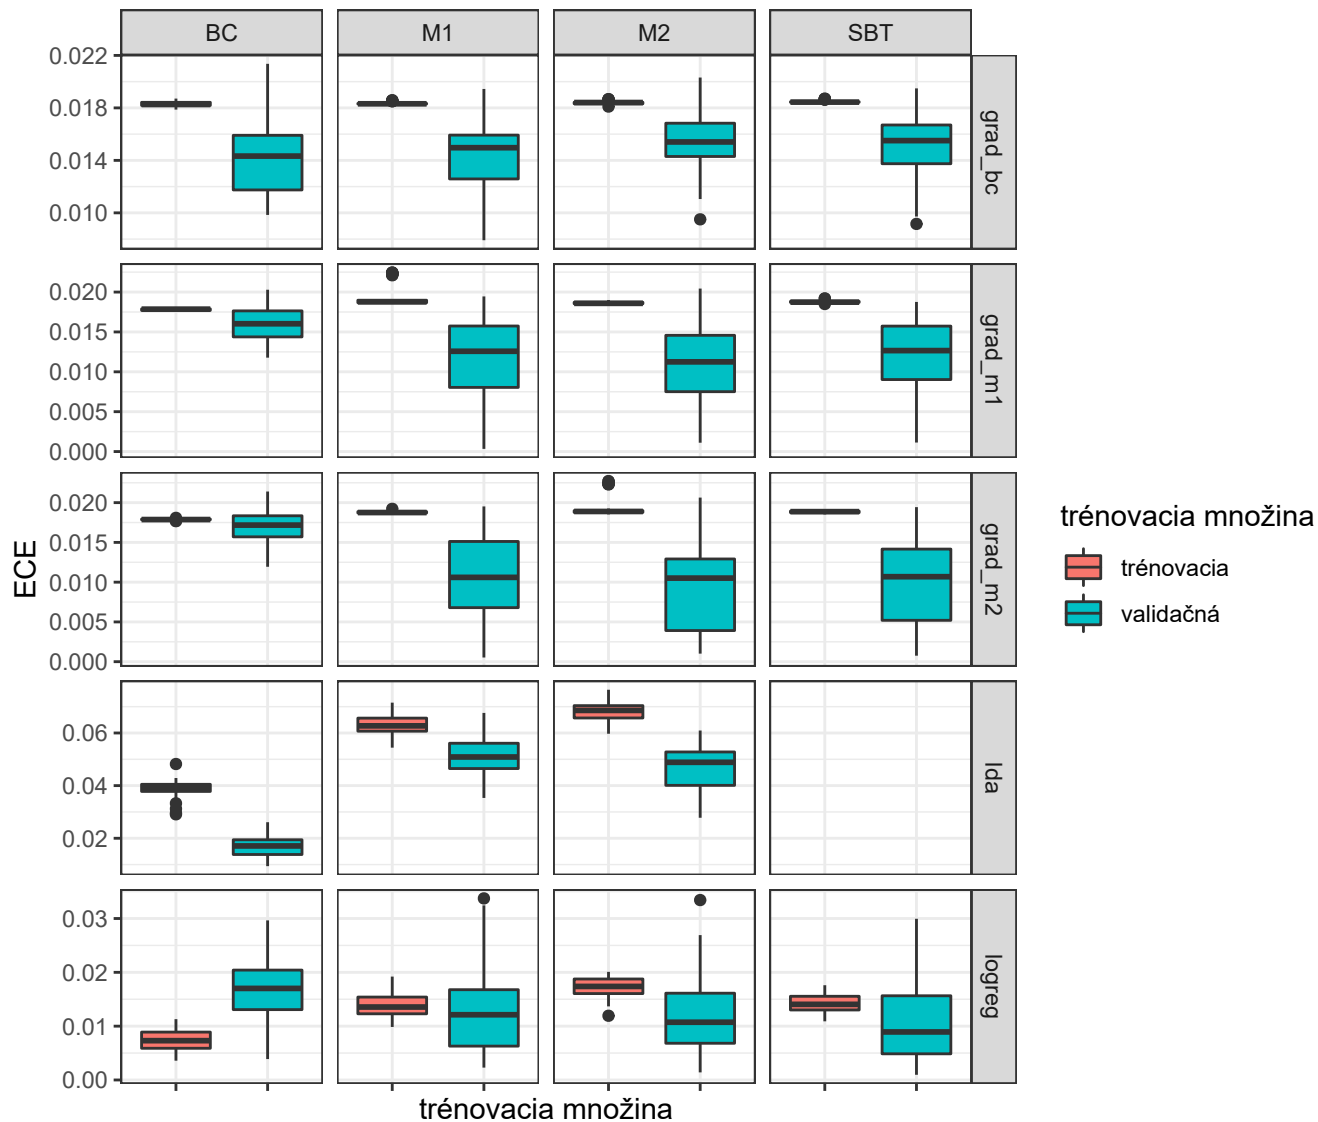 BC M1 M2 SBT
0.022
0.018
0.014
0.010
grad_bc
0.020
0.015
0.010
0.005
0.000
grad_m1
0.020
0.015
0.010
0.005
0.000
grad_m2
0.06
0.04
0.02
lda
0.03
0.02
0.01
0.00
logreg
ECE
trénovacia množina
trénovacia množina
trénovacia
validačná